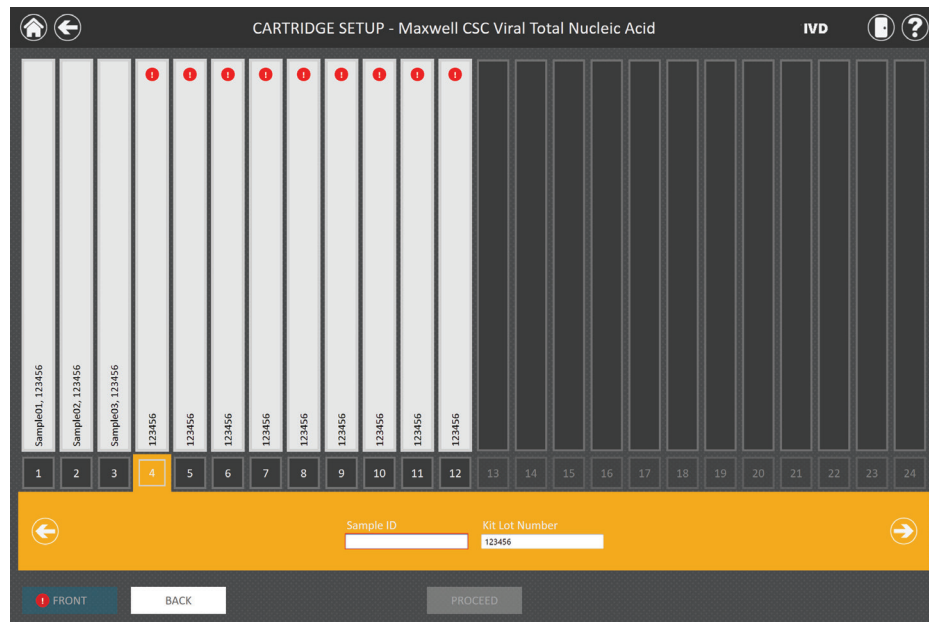 CARTRIDGE SETUP - Maxwell CSC Viral Total Nucleic Acid IVD ?
! ! ! ! ! ! ! ! !
Sample01, 123456
Sample02, 123456
Sample03, 123456
123456
123456
123456
123456
123456
123456
123456
123456
123456
1 2 3 4 5 6 7 8 9 10 11 12 13 14 15 16 17 18 19 20 21 22 23 24
Sample ID Kit Lot Number
123456
! FRONT BACK PROCEED